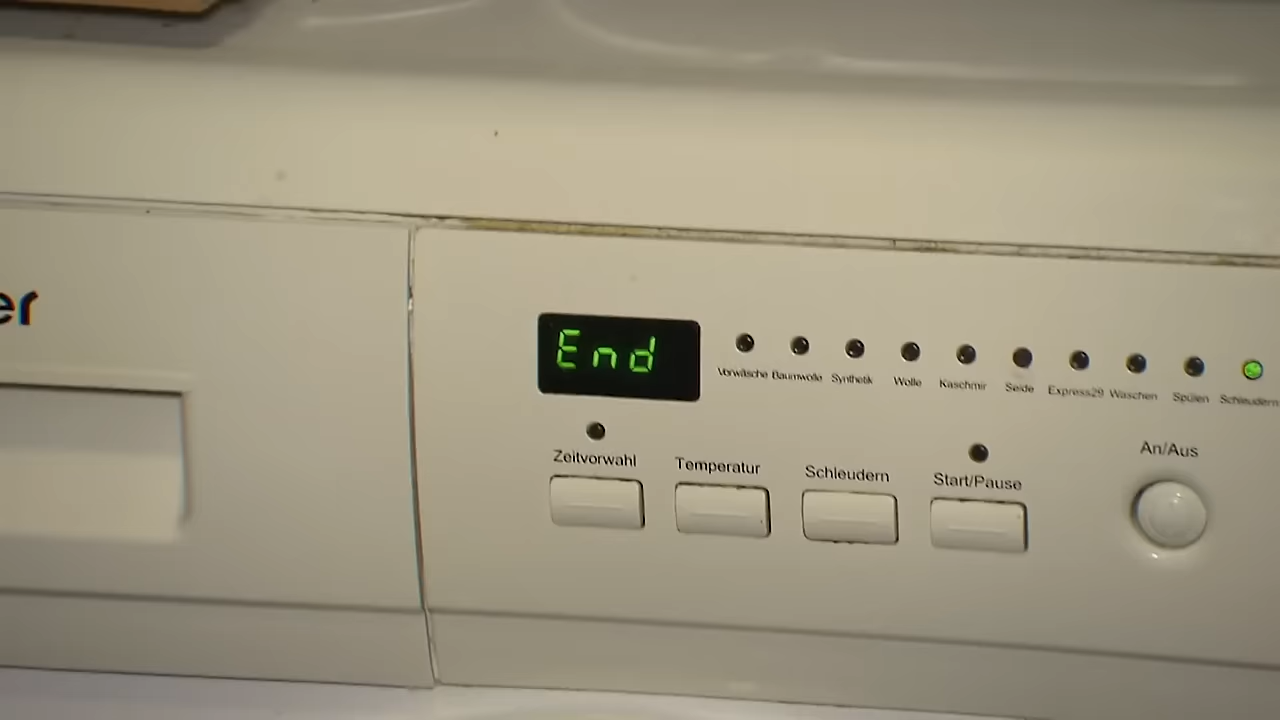 er
End
Vorwäsche Baumwolle Synthetik Wolle Kaschmir Seide Express29 Waschen Spülen Schleudern
Zeitvorwahl Temperatur Schleudern Start/Pause An/Aus